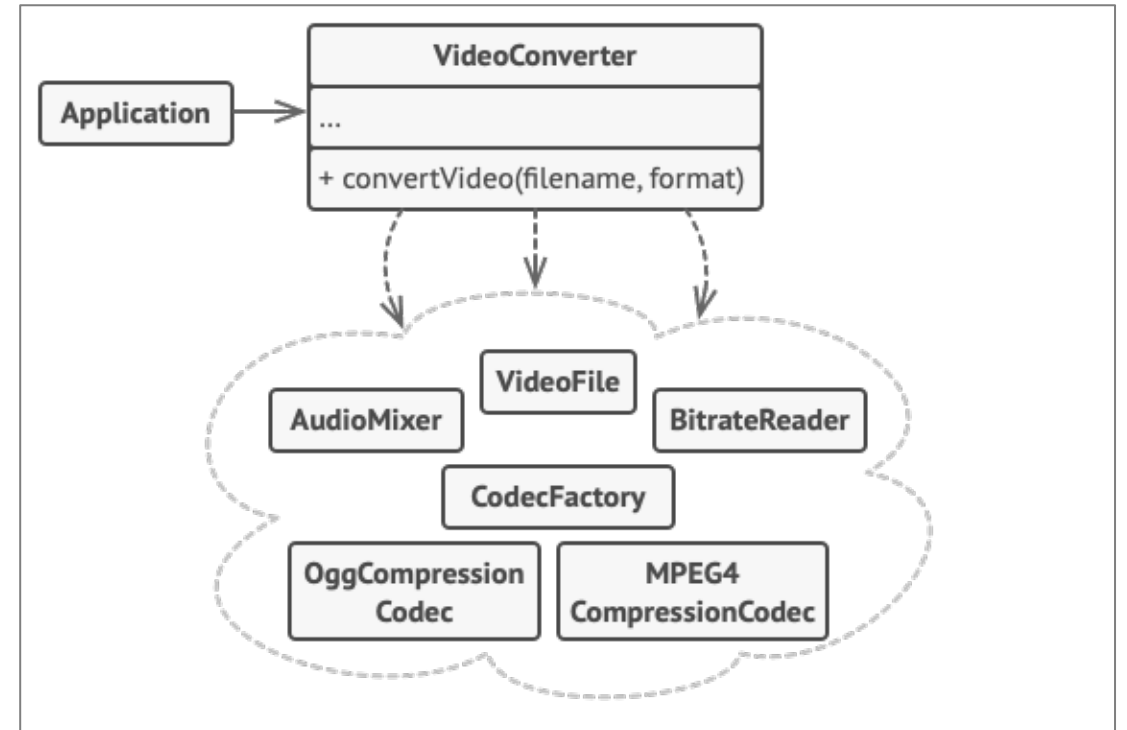 VideoConverter
Application
...
+ convertVideo(filename, format)
VideoFile
AudioMixer
BitrateReader
CodecFactory
OggCompression
Codec
MPEG4
CompressionCodec